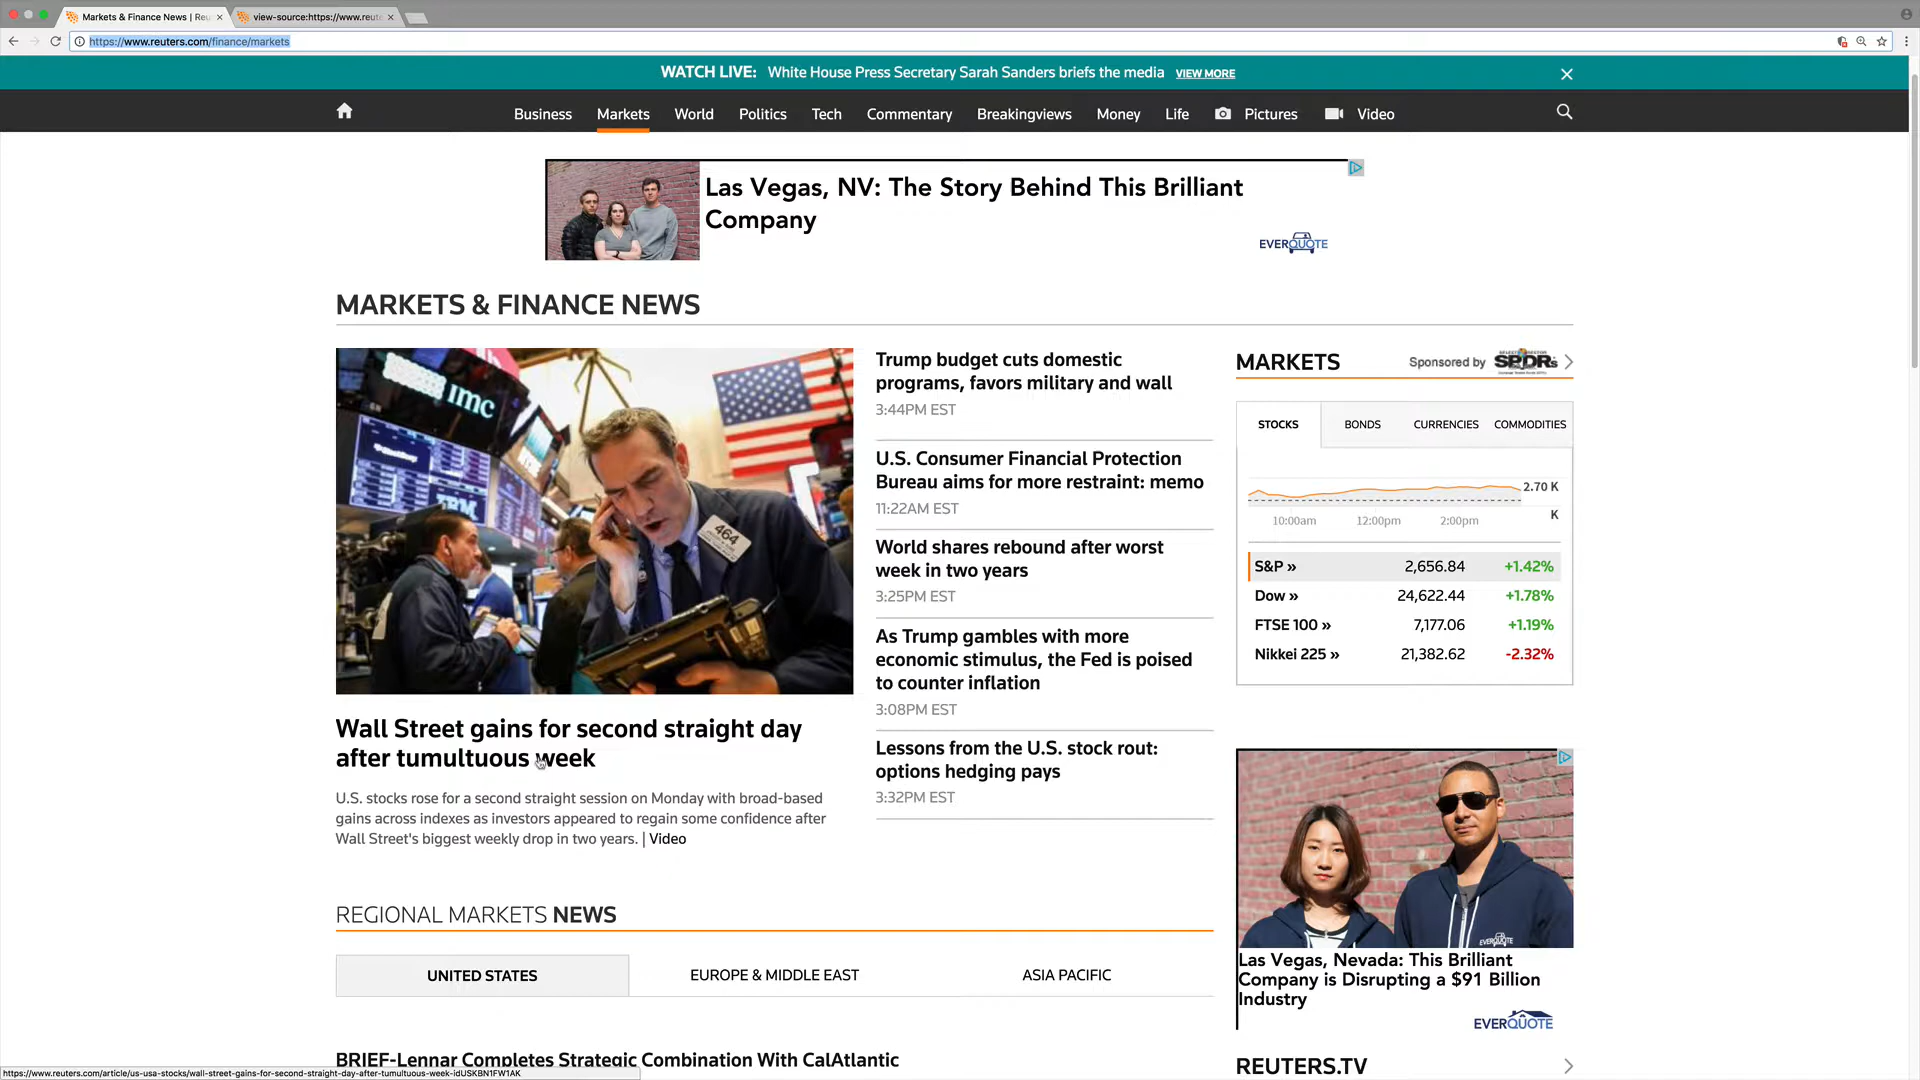 Markets & Finance News | Reu
view-source:https://www.reute
https://www.reuters.com/finance/markets
WATCH LIVE: White House Press Secretary Sarah Sanders briefs the media VIEW MORE
Business Markets World Politics Tech Commentary Breakingviews Money Life Pictures Video
Las Vegas, NV: The Story Behind This Brilliant
Company
EVERQUOTE
MARKETS & FINANCE NEWS
imc
IBM
464
Wall Street gains for second straight day
after tumultuous week
U.S. stocks rose for a second straight session on Monday with broad-based
gains across indexes as investors appeared to regain some confidence after
Wall Street's biggest weekly drop in two years. | Video
Trump budget cuts domestic
programs, favors military and wall
3:44PM EST
U.S. Consumer Financial Protection
Bureau aims for more restraint: memo
11:22AM EST
World shares rebound after worst
week in two years
3:25PM EST
As Trump gambles with more
economic stimulus, the Fed is poised
to counter inflation
3:08PM EST
Lessons from the U.S. stock rout:
options hedging pays
3:32PM EST
MARKETS Sponsored by SPDRs
STOCKS BONDS CURRENCIES COMMODITIES
2.70 K
K
10:00am 12:00pm 2:00pm
S&P » 2,656.84 +1.42%
Dow » 24,622.44 +1.78%
FTSE 100 » 7,177.06 +1.19%
Nikkei 225 » 21,382.62 -2.32%
EVERQUOTE
Las Vegas, Nevada: This Brilliant
Company is Disrupting a $91 Billion
Industry
EVERQUOTE
REUTERS.TV
REGIONAL MARKETS NEWS
UNITED STATES EUROPE & MIDDLE EAST ASIA PACIFIC
BRIEF-Lennar Completes Strategic Combination With CalAtlantic
https://www.reuters.com/article/us-usa-stocks/wall-street-gains-for-second-straight-day-after-tumultuous-week-idUSKBN1FW1AK